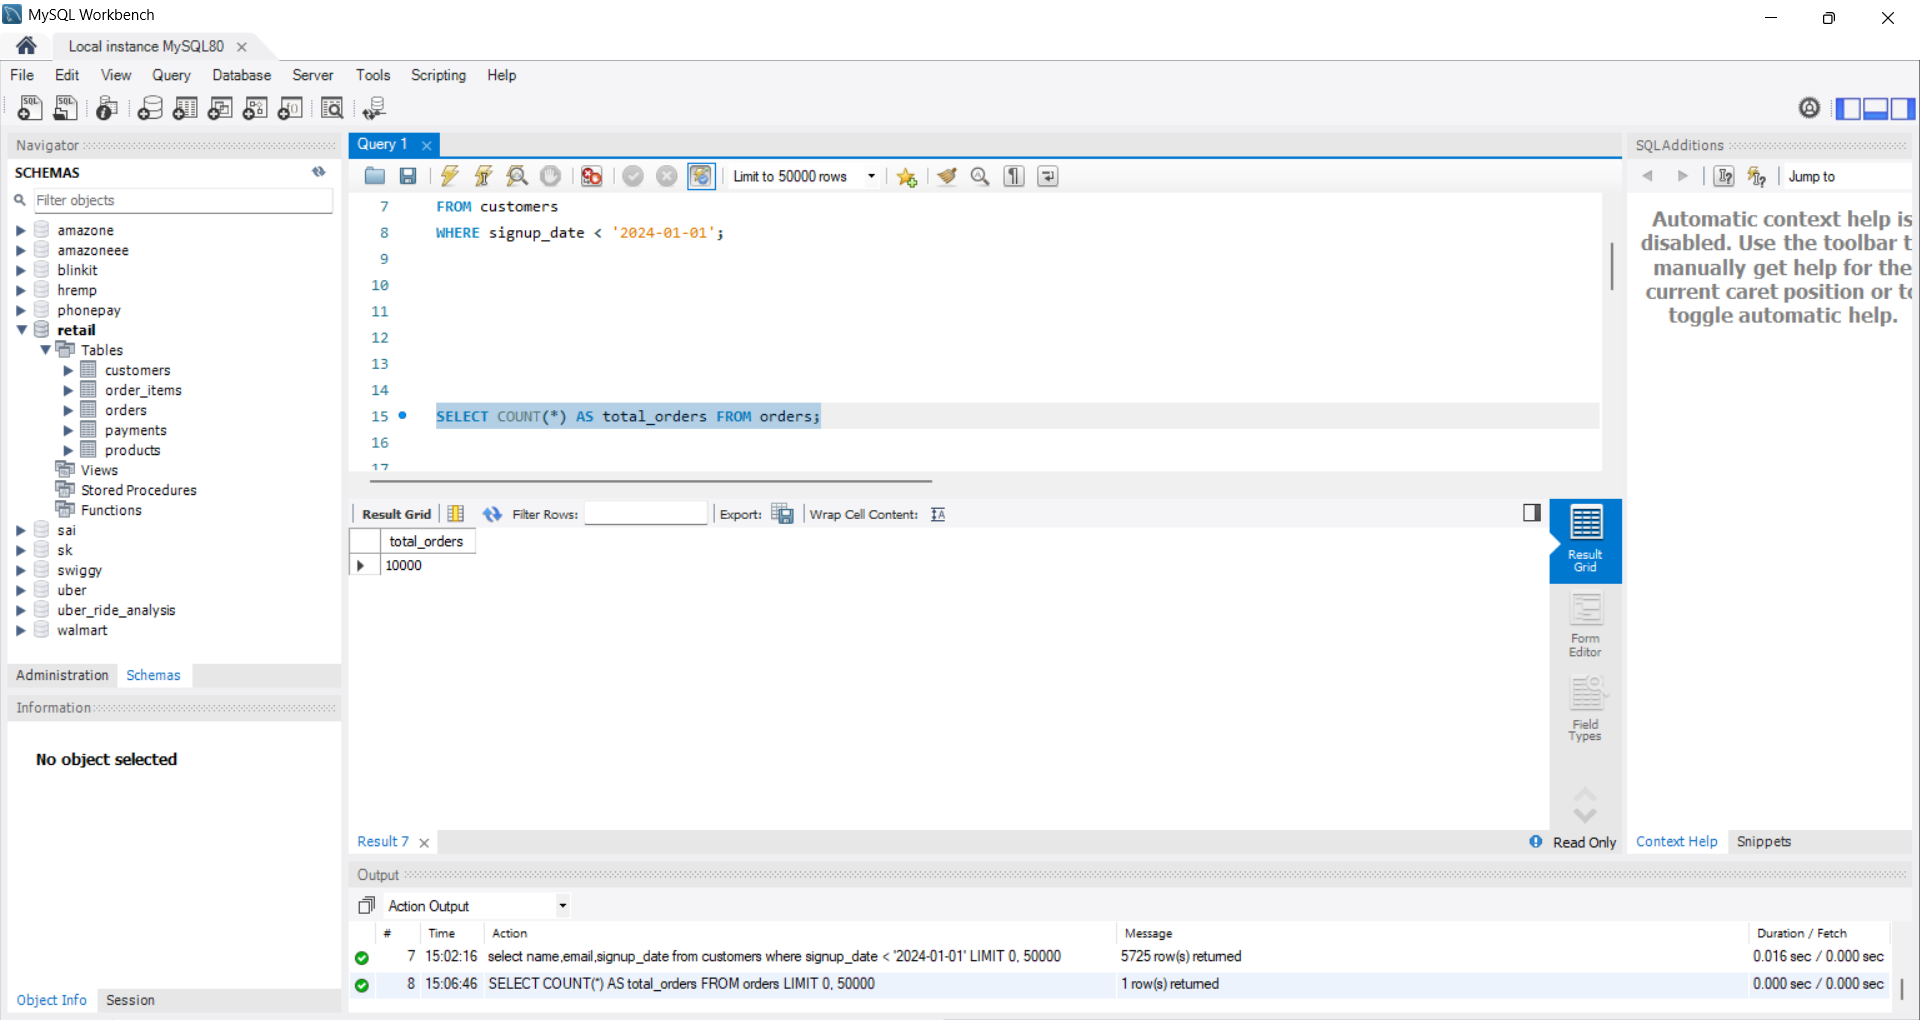 MySQL Workbench
Local instance MySQL80
File Edit View Query Database Server Tools Scripting Help
Navigator
SCHEMAS
Filter objects
amazone
amazoneee
blinkit
hremp
phonepay
retail
Tables
customers
order_items
orders
payments
products
Views
Stored Procedures
Functions
sai
sk
swiggy
uber
uber_ride_analysis
walmart
Administration Schemas
Information
No object selected
Object Info Session
Query 1
Limit to 50000 rows
7 FROM customers
8 WHERE signup_date < '2024-01-01';
9
10
11
12
13
14
15 SELECT COUNT(*) AS total_orders FROM orders;
16
17
Result Grid Filter Rows: Export: Wrap Cell Content:
total_orders
10000
Result
Grid
Form
Editor
Field
Types
Result 7
Read Only
SQLAdditions
Jump to
Automatic context help is
disabled. Use the toolbar t
manually get help for the
current caret position or to
toggle automatic help.
Context Help Snippets
Output
Action Output
# Time Action Message Duration / Fetch
7 15:02:16 select name,email,signup_date from customers where signup_date < '2024-01-01' LIMIT 0, 50000 5725 row(s) returned 0.016 sec / 0.000 sec
8 15:06:46 SELECT COUNT(*) AS total_orders FROM orders LIMIT 0, 50000 1 row(s) returned 0.000 sec / 0.000 sec